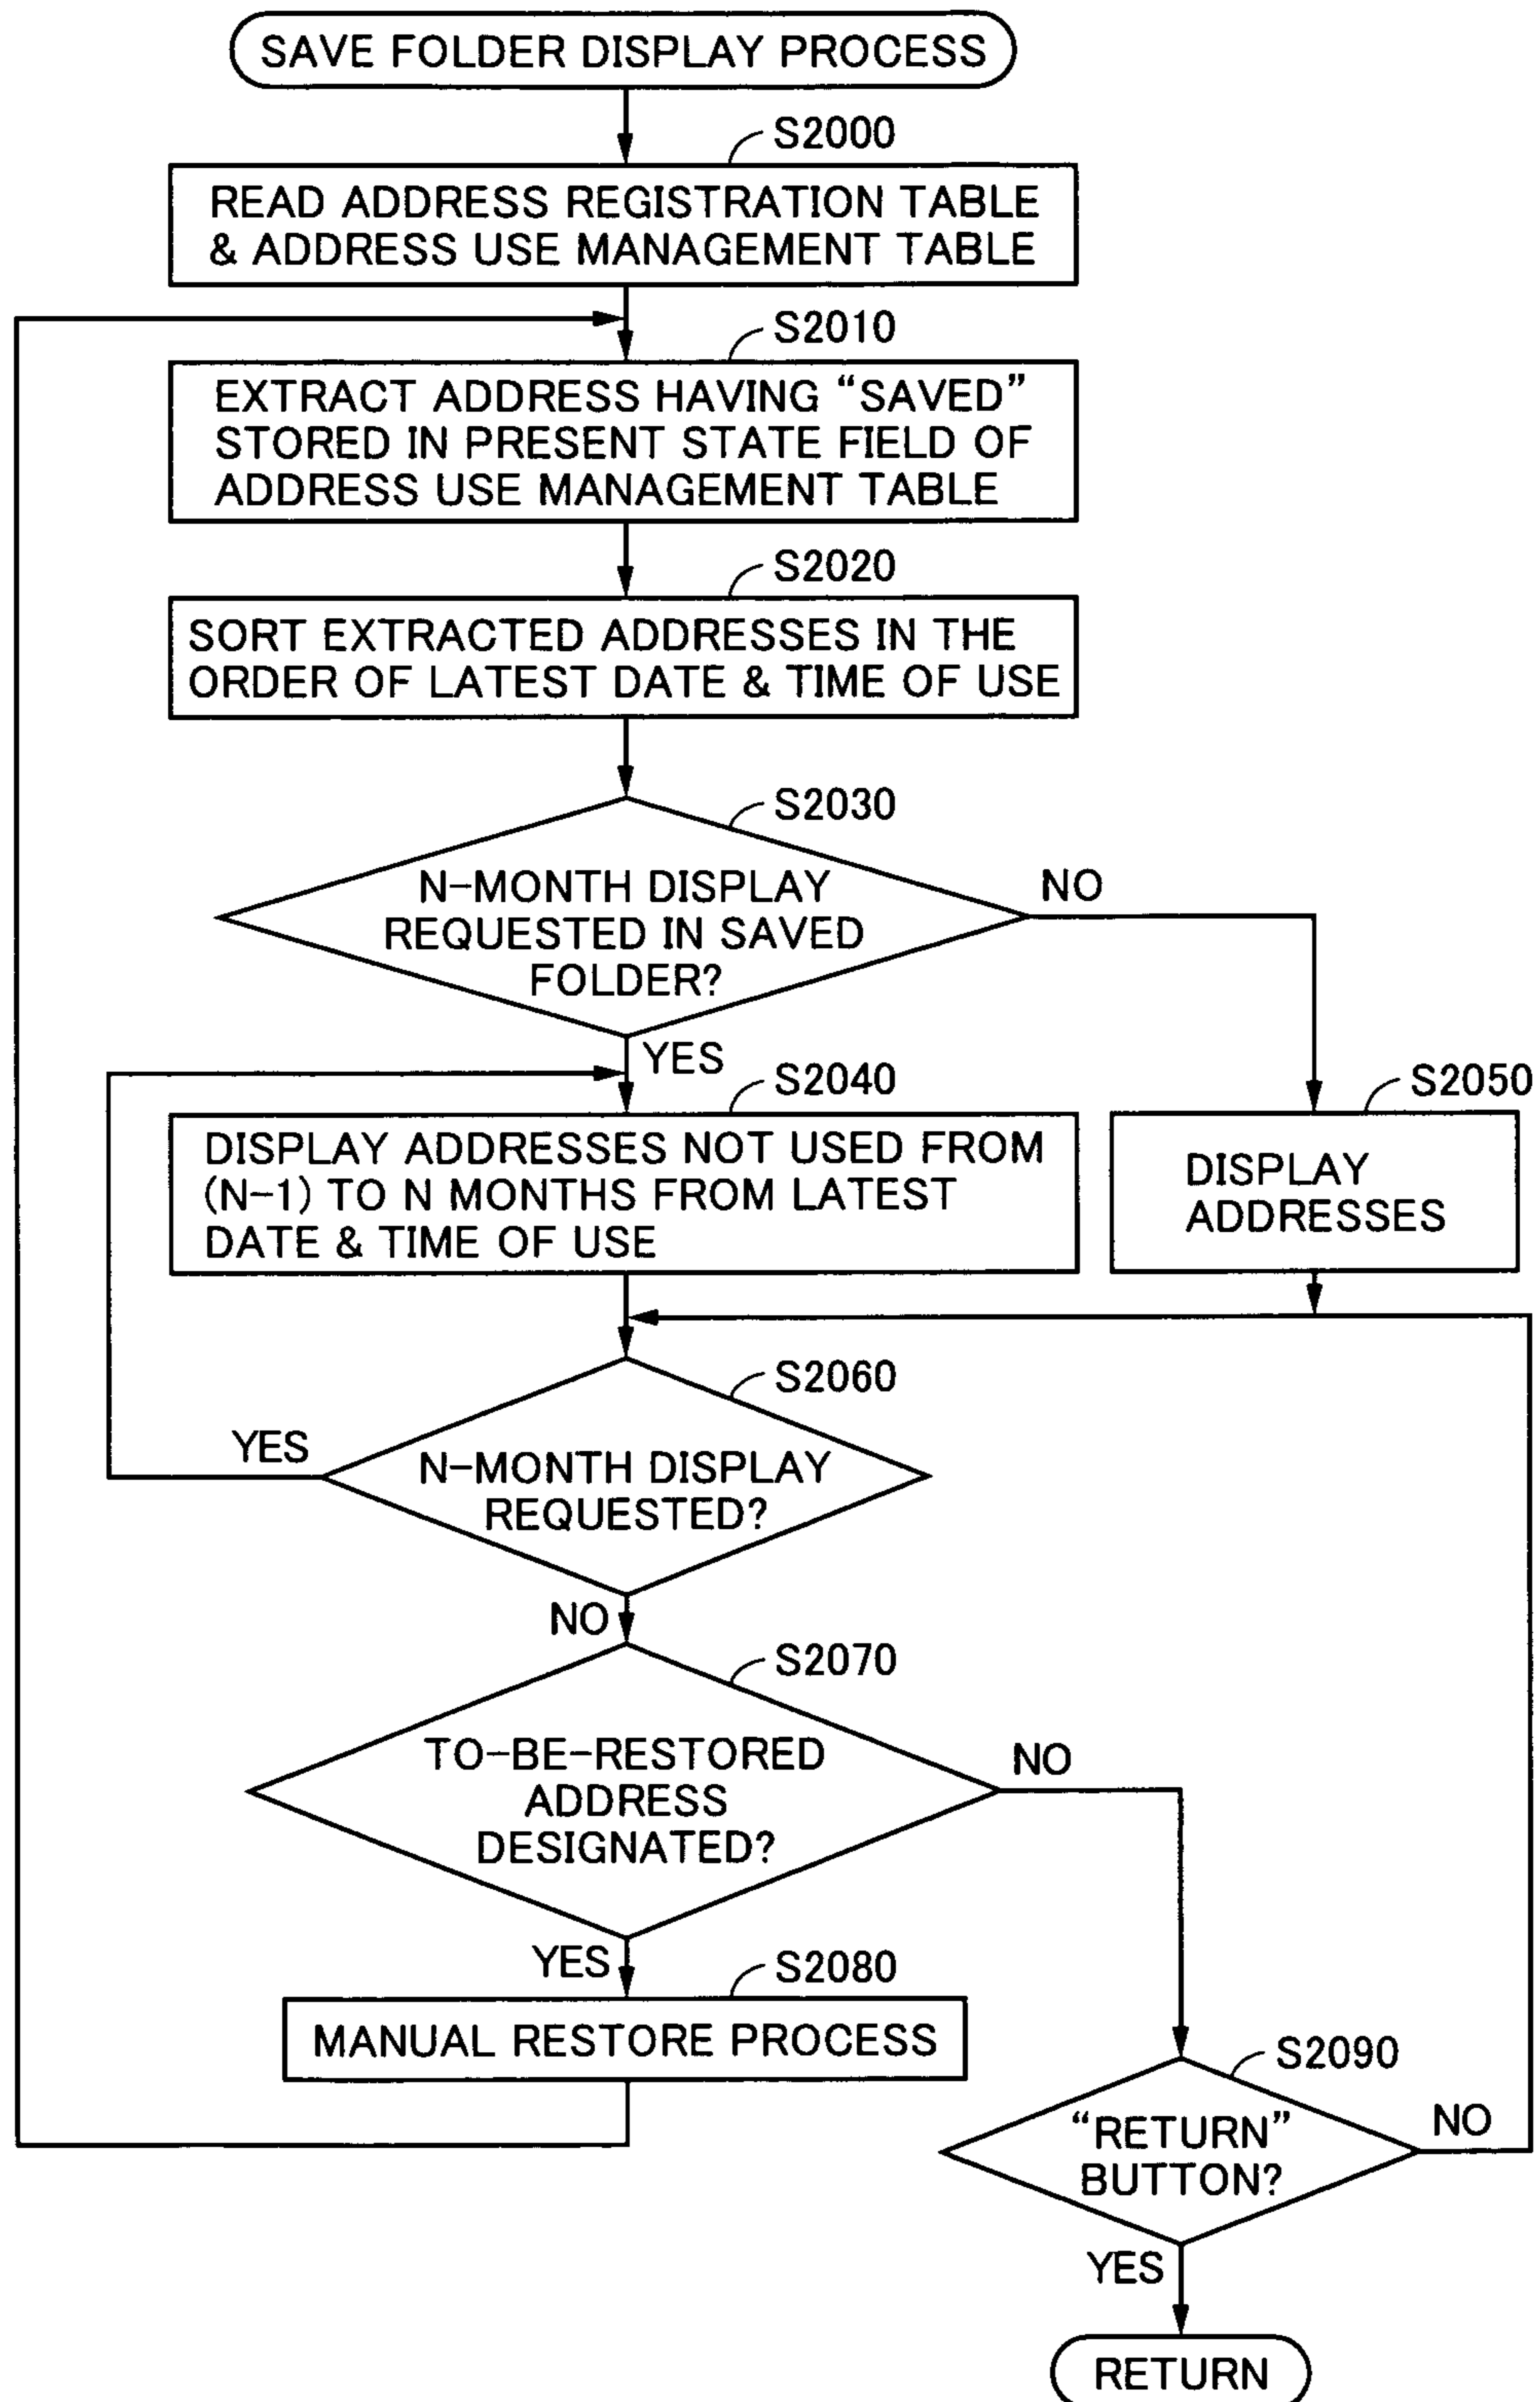 SAVE FOLDER DISPLAY PROCESS
S2000
READ ADDRESS REGISTRATION TABLE
& ADDRESS USE MANAGEMENT TABLE
S2010
EXTRACT ADDRESS HAVING “SAVED”
STORED IN PRESENT STATE FIELD OF
ADDRESS USE MANAGEMENT TABLE
S2020
SORT EXTRACTED ADDRESSES IN THE
ORDER OF LATEST DATE & TIME OF USE
S2030
N-MONTH DISPLAY
REQUESTED IN SAVED
FOLDER?
NO
YES
S2040
DISPLAY ADDRESSES NOT USED FROM
(N-1) TO N MONTHS FROM LATEST
DATE & TIME OF USE
S2050
DISPLAY
ADDRESSES
S2060
N-MONTH DISPLAY
REQUESTED?
YES
NO
S2070
TO-BE-RESTORED
ADDRESS
DESIGNATED?
NO
YES
S2080
MANUAL RESTORE PROCESS
S2090
“RETURN”
BUTTON?
NO
YES
RETURN